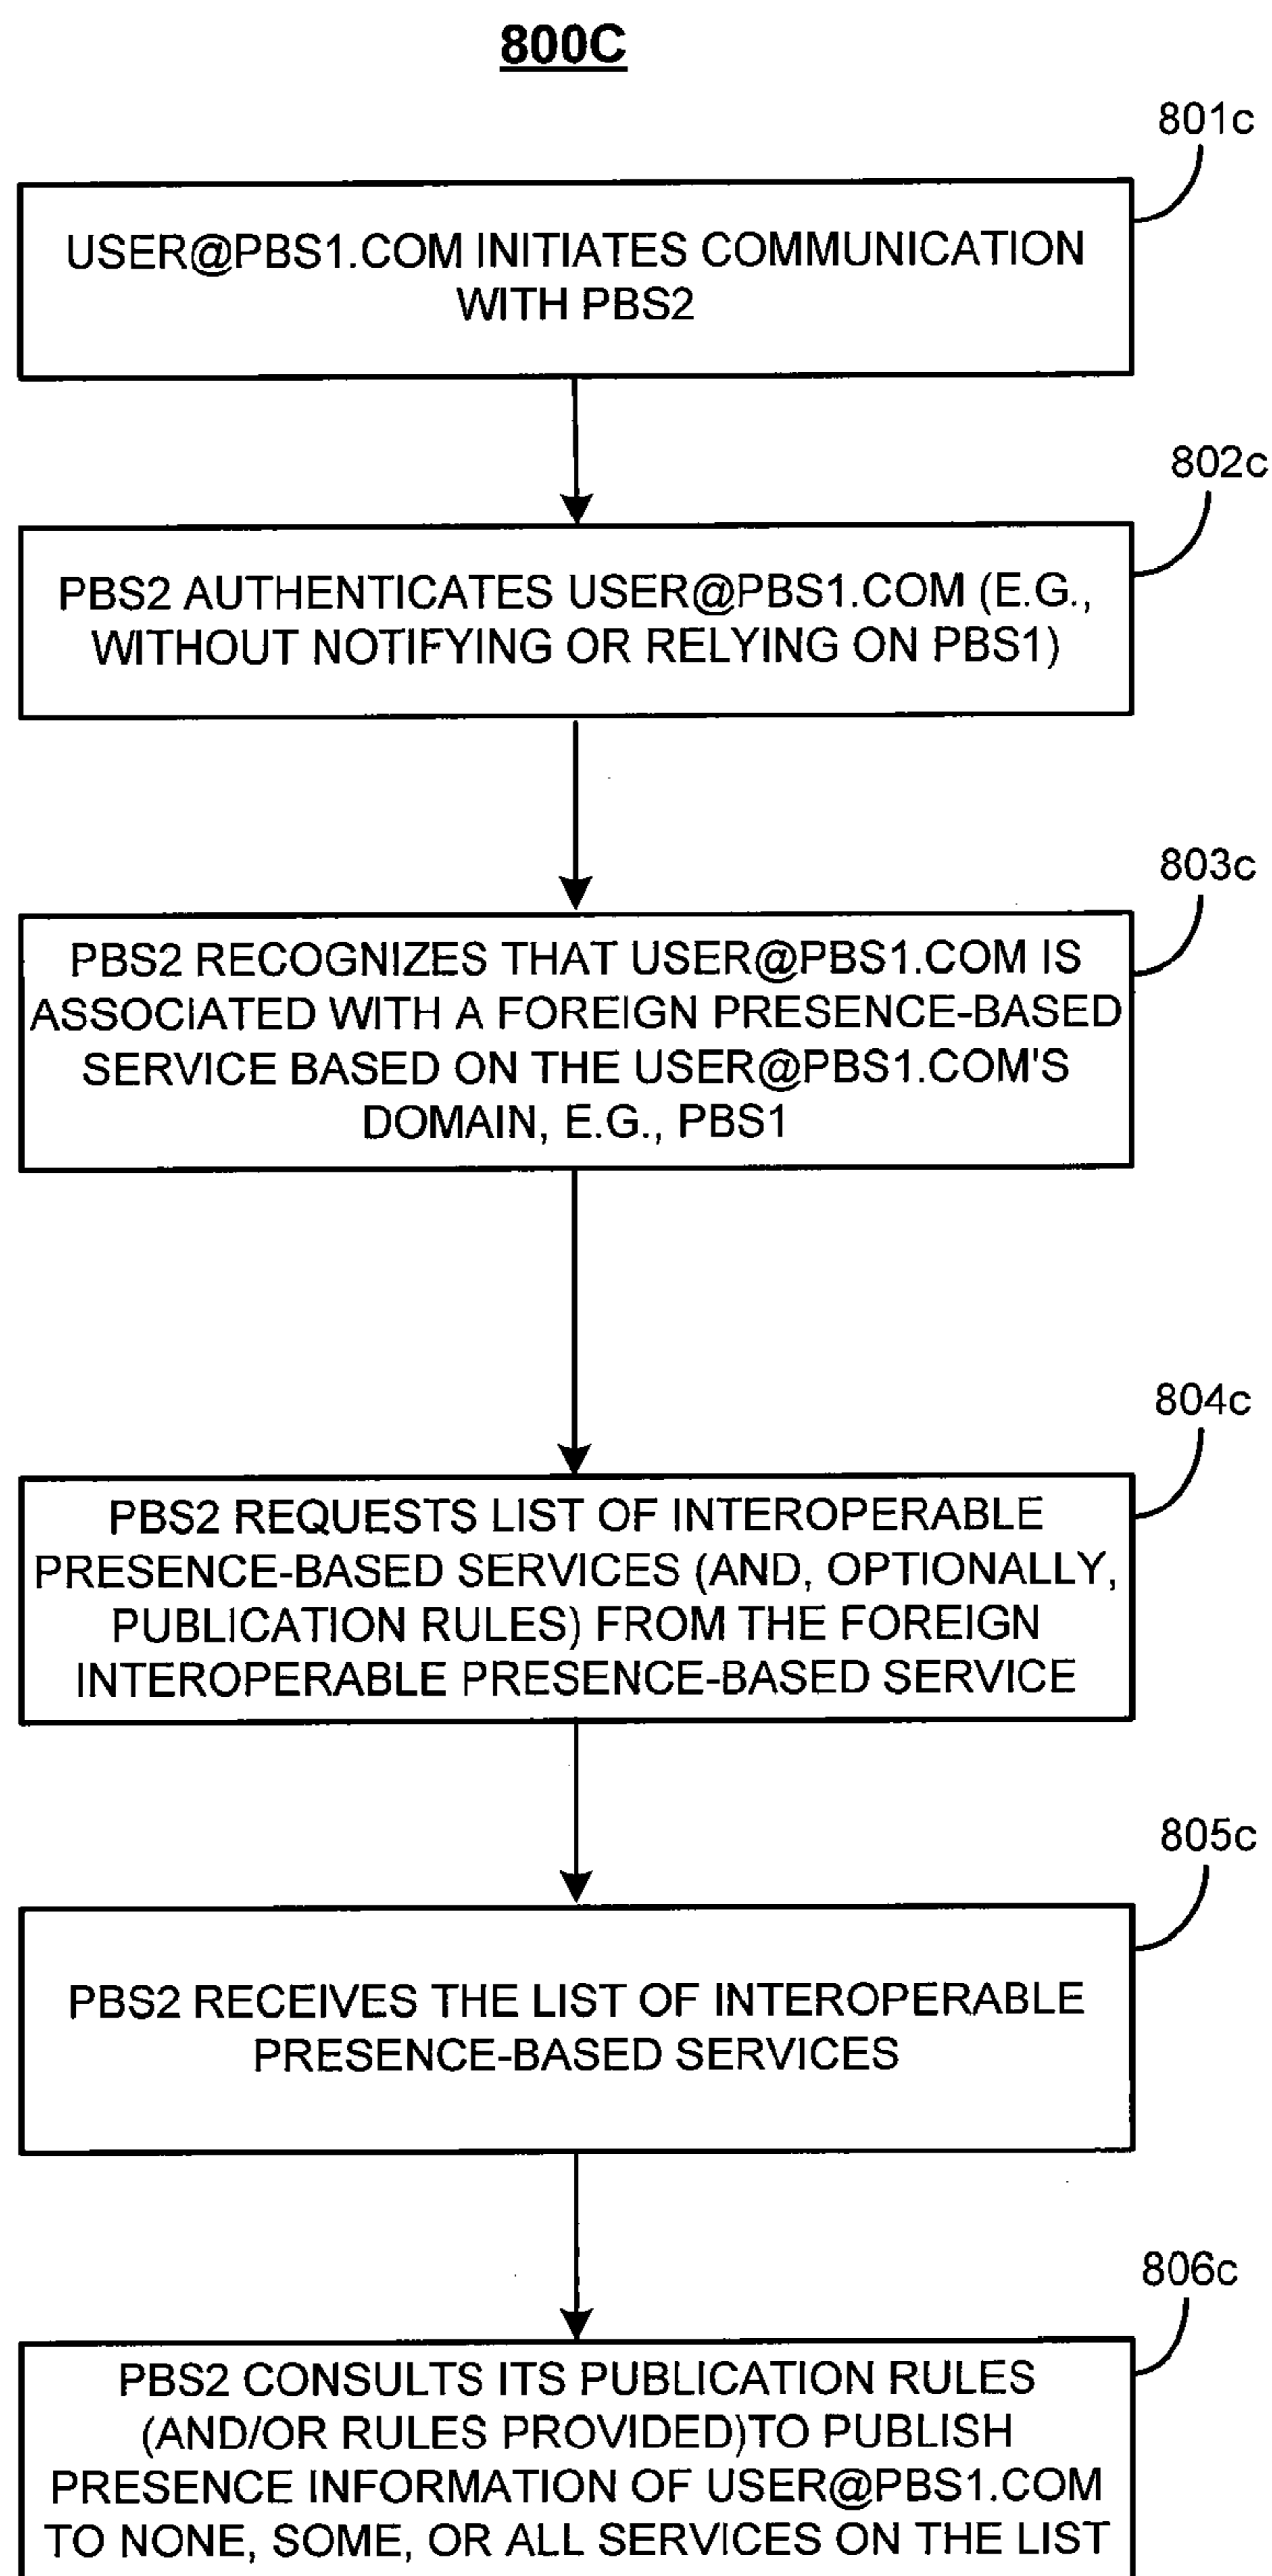 800C
801c
USER@PBS1.COM INITIATES COMMUNICATION
WITH PBS2
802c
PBS2 AUTHENTICATES USER@PBS1.COM (E.G.,
WITHOUT NOTIFYING OR RELYING ON PBS1)
803c
PBS2 RECOGNIZES THAT USER@PBS1.COM IS
ASSOCIATED WITH A FOREIGN PRESENCE-BASED
SERVICE BASED ON THE USER@PBS1.COM'S
DOMAIN, E.G., PBS1
804c
PBS2 REQUESTS LIST OF INTEROPERABLE
PRESENCE-BASED SERVICES (AND, OPTIONALLY,
PUBLICATION RULES) FROM THE FOREIGN
INTEROPERABLE PRESENCE-BASED SERVICE
805c
PBS2 RECEIVES THE LIST OF INTEROPERABLE
PRESENCE-BASED SERVICES
806c
PBS2 CONSULTS ITS PUBLICATION RULES
(AND/OR RULES PROVIDED)TO PUBLISH
PRESENCE INFORMATION OF USER@PBS1.COM
TO NONE, SOME, OR ALL SERVICES ON THE LIST